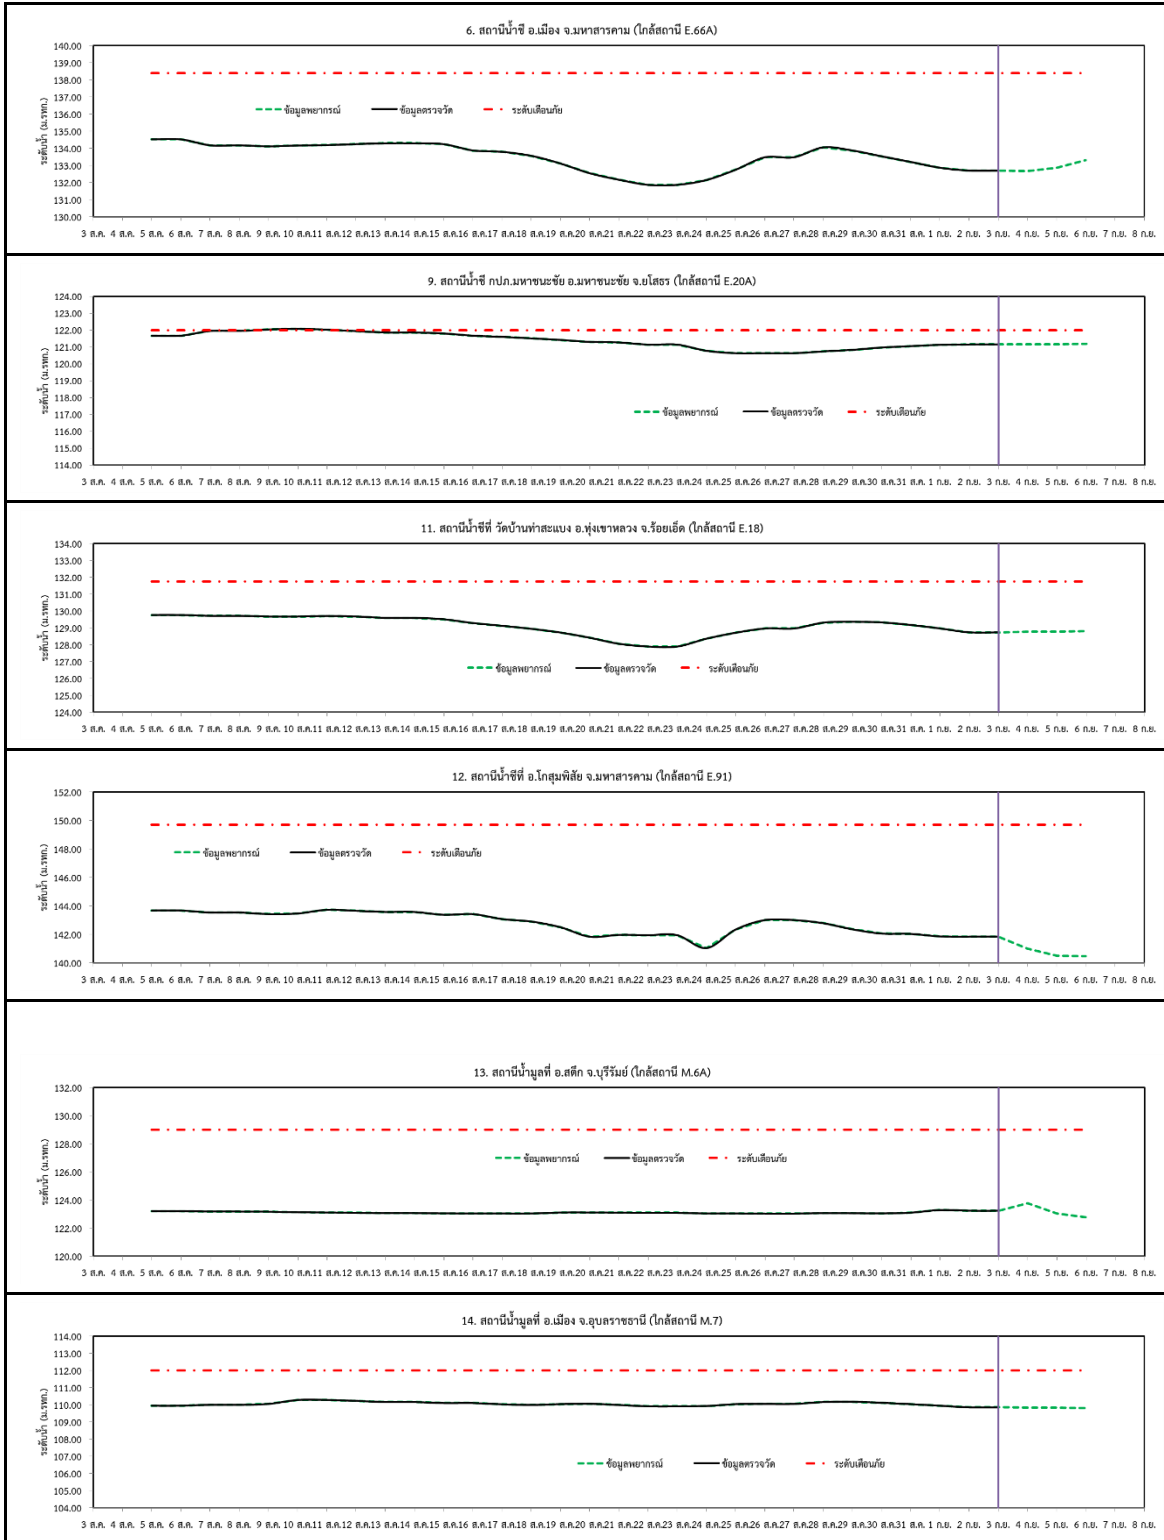 6. สถานีน้ำชี อ.เมือง จ.มหาสารคาม (ใกล้สถานี E.66A)
140.00
139.00
138.00
137.00
136.00
135.00
134.00
133.00
132.00
131.00
130.00
ระดับน้ำ (ม.รทก.)
ข้อมูลพยากรณ์ ข้อมูลตรวจวัด ระดับเตือนภัย
3 ส.ค. 4 ส.ค. 5 ส.ค. 6 ส.ค. 7 ส.ค. 8 ส.ค. 9 ส.ค. 10 ส.ค. 11 ส.ค. 12 ส.ค. 13 ส.ค. 14 ส.ค. 15 ส.ค. 16 ส.ค. 17 ส.ค. 18 ส.ค. 19 ส.ค. 20 ส.ค. 21 ส.ค. 22 ส.ค. 23 ส.ค. 24 ส.ค. 25 ส.ค. 26 ส.ค. 27 ส.ค. 28 ส.ค. 29 ส.ค. 30 ส.ค. 31 ส.ค. 1 ก.ย. 2 ก.ย. 3 ก.ย. 4 ก.ย. 5 ก.ย. 6 ก.ย. 7 ก.ย. 8 ก.ย.
9. สถานีน้ำชี กปภ.มหาชนะชัย อ.มหาชนะชัย จ.ยโสธร (ใกล้สถานี E.20A)
124.00
123.00
122.00
121.00
120.00
119.00
118.00
117.00
116.00
115.00
114.00
ระดับน้ำ (ม.รทก.)
ข้อมูลพยากรณ์ ข้อมูลตรวจวัด ระดับเตือนภัย
3 ส.ค. 4 ส.ค. 5 ส.ค. 6 ส.ค. 7 ส.ค. 8 ส.ค. 9 ส.ค. 10 ส.ค. 11 ส.ค. 12 ส.ค. 13 ส.ค. 14 ส.ค. 15 ส.ค. 16 ส.ค. 17 ส.ค. 18 ส.ค. 19 ส.ค. 20 ส.ค. 21 ส.ค. 22 ส.ค. 23 ส.ค. 24 ส.ค. 25 ส.ค. 26 ส.ค. 27 ส.ค. 28 ส.ค. 29 ส.ค. 30 ส.ค. 31 ส.ค. 1 ก.ย. 2 ก.ย. 3 ก.ย. 4 ก.ย. 5 ก.ย. 6 ก.ย. 7 ก.ย. 8 ก.ย.
11. สถานีน้ำชีที่ วัดบ้านท่าสะแบง อ.ทุ่งเขาหลวง จ.ร้อยเอ็ด (ใกล้สถานี E.18)
134.00
133.00
132.00
131.00
130.00
129.00
128.00
127.00
126.00
125.00
124.00
ระดับน้ำ (ม.รทก.)
ข้อมูลพยากรณ์ ข้อมูลตรวจวัด ระดับเตือนภัย
3 ส.ค. 4 ส.ค. 5 ส.ค. 6 ส.ค. 7 ส.ค. 8 ส.ค. 9 ส.ค. 10 ส.ค. 11 ส.ค. 12 ส.ค. 13 ส.ค. 14 ส.ค. 15 ส.ค. 16 ส.ค. 17 ส.ค. 18 ส.ค. 19 ส.ค. 20 ส.ค. 21 ส.ค. 22 ส.ค. 23 ส.ค. 24 ส.ค. 25 ส.ค. 26 ส.ค. 27 ส.ค. 28 ส.ค. 29 ส.ค. 30 ส.ค. 31 ส.ค. 1 ก.ย. 2 ก.ย. 3 ก.ย. 4 ก.ย. 5 ก.ย. 6 ก.ย. 7 ก.ย. 8 ก.ย.
12. สถานีน้ำชีที่ อ.โกสุมพิสัย จ.มหาสารคาม (ใกล้สถานี E.91)
152.00
150.00
148.00
146.00
144.00
142.00
140.00
ระดับน้ำ (ม.รทก.)
ข้อมูลพยากรณ์ ข้อมูลตรวจวัด ระดับเตือนภัย
3 ส.ค. 4 ส.ค. 5 ส.ค. 6 ส.ค. 7 ส.ค. 8 ส.ค. 9 ส.ค. 10 ส.ค. 11 ส.ค. 12 ส.ค. 13 ส.ค. 14 ส.ค. 15 ส.ค. 16 ส.ค. 17 ส.ค. 18 ส.ค. 19 ส.ค. 20 ส.ค. 21 ส.ค. 22 ส.ค. 23 ส.ค. 24 ส.ค. 25 ส.ค. 26 ส.ค. 27 ส.ค. 28 ส.ค. 29 ส.ค. 30 ส.ค. 31 ส.ค. 1 ก.ย. 2 ก.ย. 3 ก.ย. 4 ก.ย. 5 ก.ย. 6 ก.ย. 7 ก.ย. 8 ก.ย.
13. สถานีน้ำมูลที่ อ.สตึก จ.บุรีรัมย์ (ใกล้สถานี M.6A)
132.00
130.00
128.00
126.00
124.00
122.00
120.00
ระดับน้ำ (ม.รทก.)
ข้อมูลพยากรณ์ ข้อมูลตรวจวัด ระดับเตือนภัย
3 ส.ค. 4 ส.ค. 5 ส.ค. 6 ส.ค. 7 ส.ค. 8 ส.ค. 9 ส.ค. 10 ส.ค. 11 ส.ค. 12 ส.ค. 13 ส.ค. 14 ส.ค. 15 ส.ค. 16 ส.ค. 17 ส.ค. 18 ส.ค. 19 ส.ค. 20 ส.ค. 21 ส.ค. 22 ส.ค. 23 ส.ค. 24 ส.ค. 25 ส.ค. 26 ส.ค. 27 ส.ค. 28 ส.ค. 29 ส.ค. 30 ส.ค. 31 ส.ค. 1 ก.ย. 2 ก.ย. 3 ก.ย. 4 ก.ย. 5 ก.ย. 6 ก.ย. 7 ก.ย. 8 ก.ย.
14. สถานีน้ำมูลที่ อ.เมือง จ.อุบลราชธานี (ใกล้สถานี M.7)
114.00
113.00
112.00
111.00
110.00
109.00
108.00
107.00
106.00
105.00
104.00
ระดับน้ำ (ม.รทก.)
ข้อมูลพยากรณ์ ข้อมูลตรวจวัด ระดับเตือนภัย
3 ส.ค. 4 ส.ค. 5 ส.ค. 6 ส.ค. 7 ส.ค. 8 ส.ค. 9 ส.ค. 10 ส.ค. 11 ส.ค. 12 ส.ค. 13 ส.ค. 14 ส.ค. 15 ส.ค. 16 ส.ค. 17 ส.ค. 18 ส.ค. 19 ส.ค. 20 ส.ค. 21 ส.ค. 22 ส.ค. 23 ส.ค. 24 ส.ค. 25 ส.ค. 26 ส.ค. 27 ส.ค. 28 ส.ค. 29 ส.ค. 30 ส.ค. 31 ส.ค. 1 ก.ย. 2 ก.ย. 3 ก.ย. 4 ก.ย. 5 ก.ย. 6 ก.ย. 7 ก.ย. 8 ก.ย.